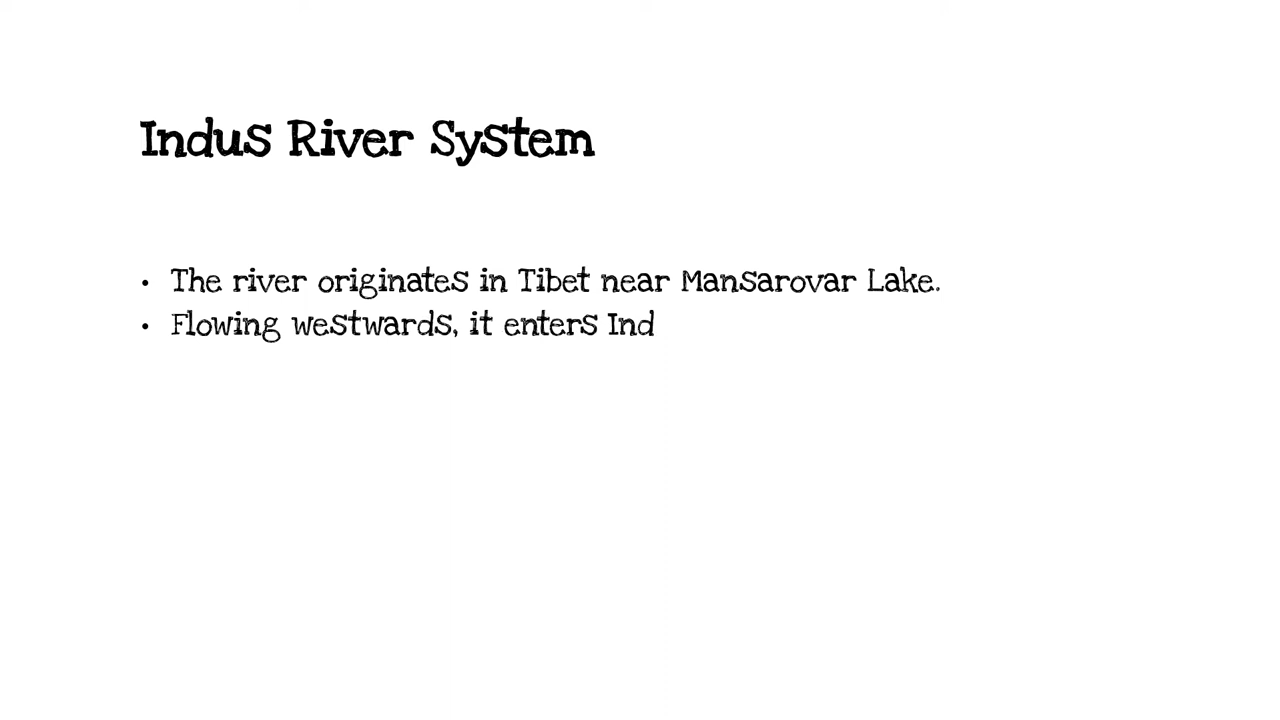 Indus River System
• The river originates in Tibet near Mansarovar Lake.
• Flowing westwards, it enters Ind